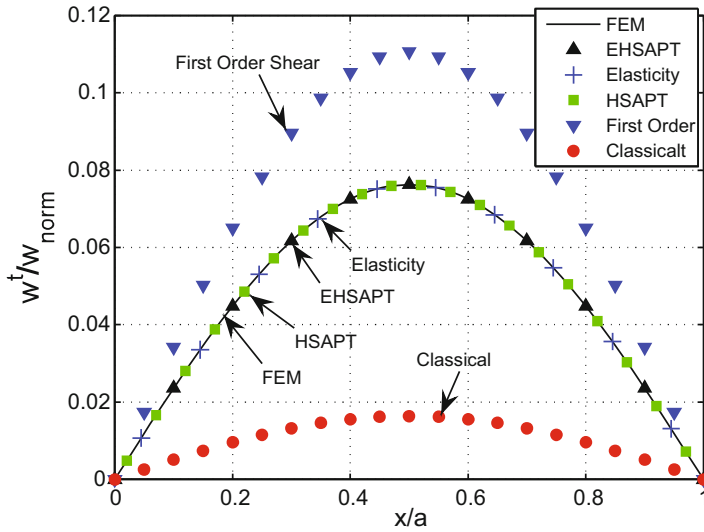 0.12
0.1
0.08
0.06
0.04
0.02
0
w^t/w_norm
FEM
EHSAPT
Elasticity
HSAPT
First Order
Classicalt
First Order Shear
Elasticity
EHSAPT
HSAPT
FEM
Classical
0
0.2
0.4
0.6
0.8
1
x/a